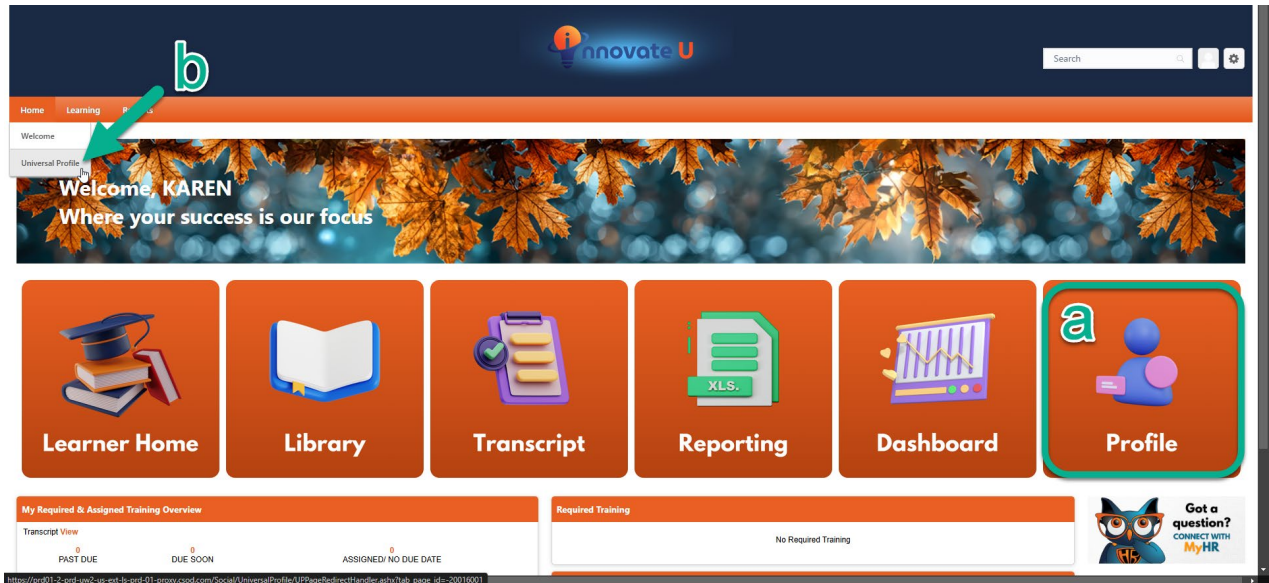 innovate U
b
Search
Home Learning
Welcome
Universal Profile
Welcome, KAREN
Where your success is our focus
a
XLS.
Learner Home
Library
Transcript
Reporting
Dashboard
Profile
My Required & Assigned Training Overview
Transcript View
0
PAST DUE
0
DUE SOON
0
ASSIGNED/ NO DUE DATE
Required Training
No Required Training
Got a
question?
CONNECT WITH
MyHR
HR
https://prd01-2-prd-uw2-us-ext-ls-prd-01-proxy.csod.com/Social/UniversalProfile/UPPageRedirectHandler.ashx?tab_page_id=-20016001